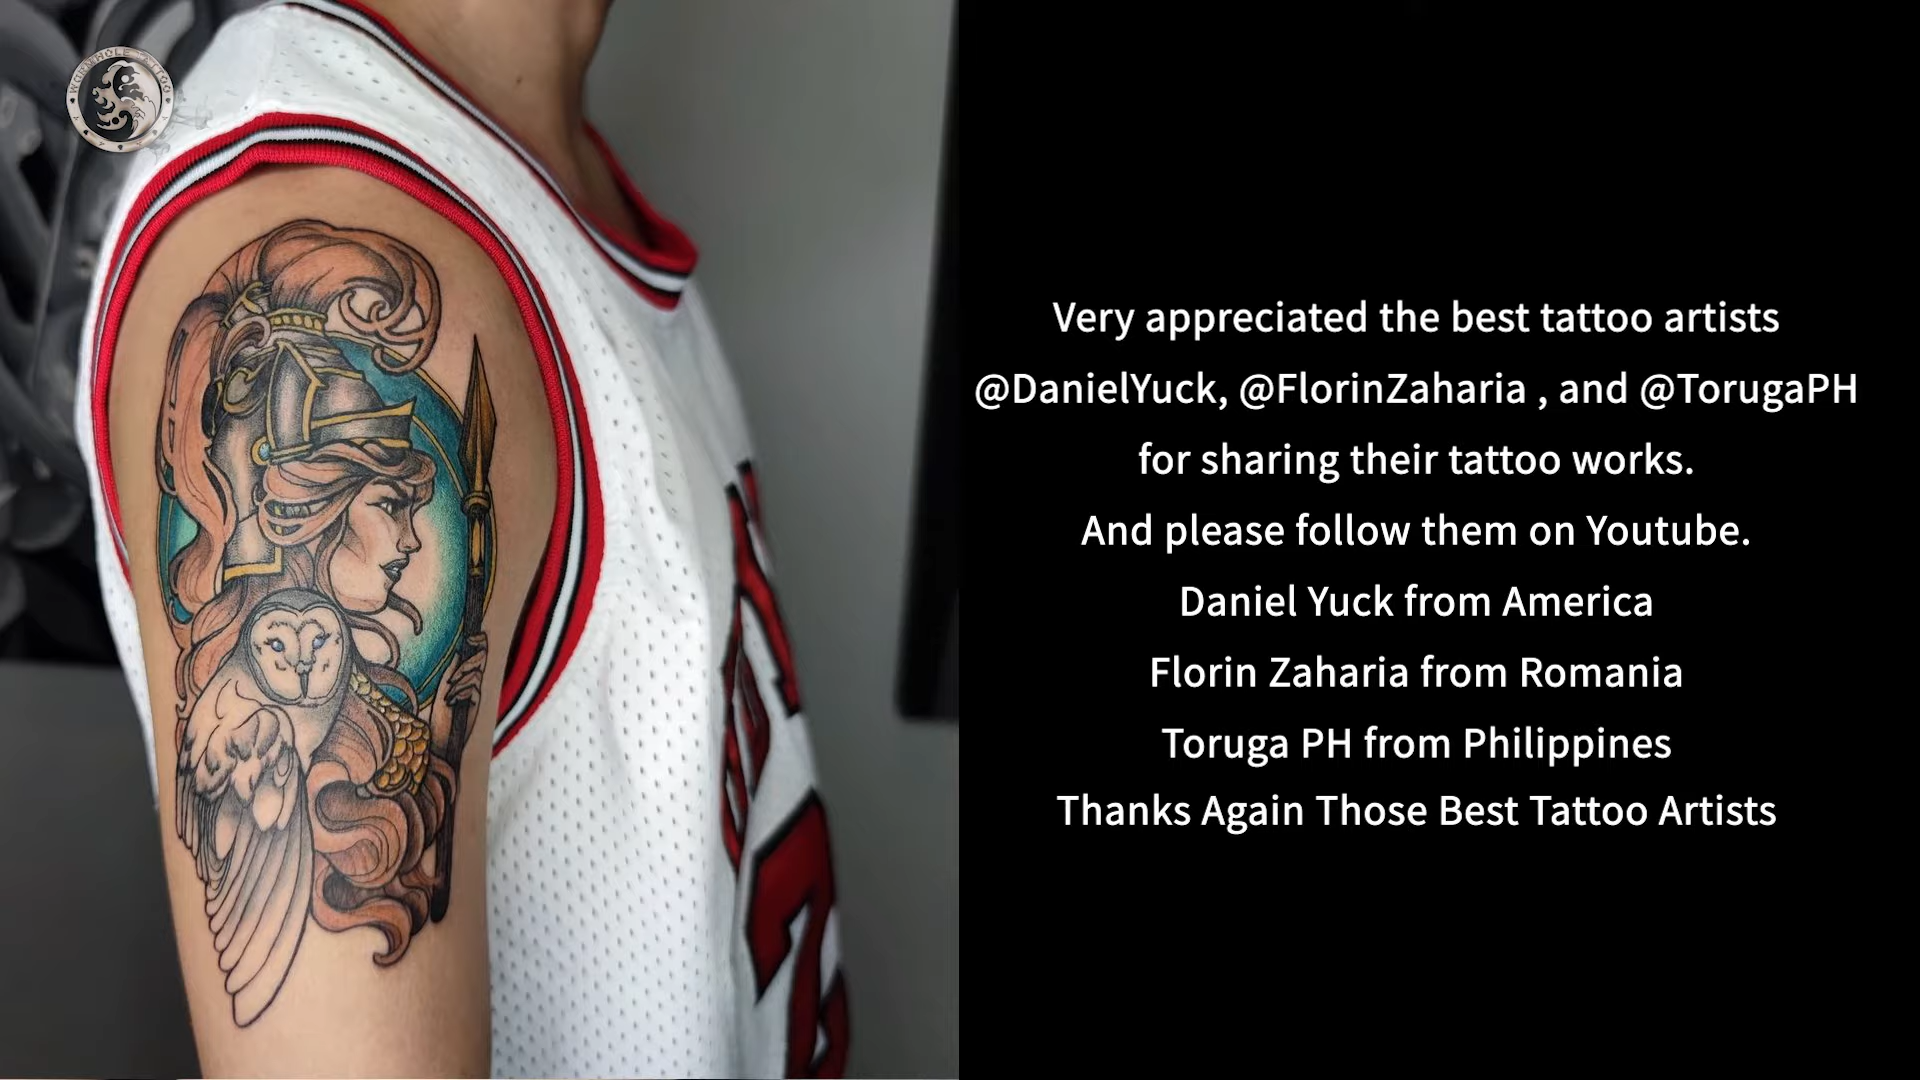 WORMHOLE TATTOO
Very appreciated the best tattoo artists
@DanielYuck, @FlorinZaharia , and @TorugaPH
for sharing their tattoo works.
And please follow them on Youtube.
Daniel Yuck from America
Florin Zaharia from Romania
Toruga PH from Philippines
Thanks Again Those Best Tattoo Artists